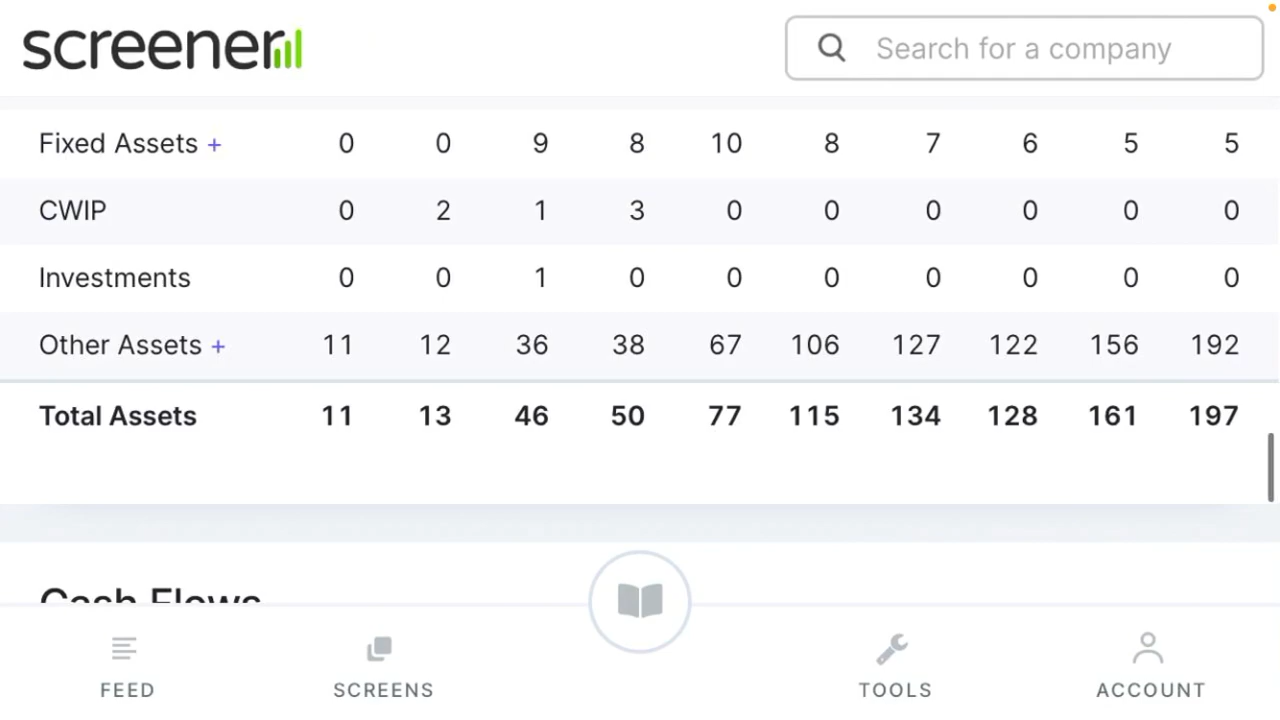 screener
Search for a company
Fixed Assets + 0 0 9 8 10 8 7 6 5 5
CWIP 0 2 1 3 0 0 0 0 0 0
Investments 0 0 1 0 0 0 0 0 0 0
Other Assets + 11 12 36 38 67 106 127 122 156 192
Total Assets 11 13 46 50 77 115 134 128 161 197
Cash Flows
FEED SCREENS TOOLS ACCOUNT